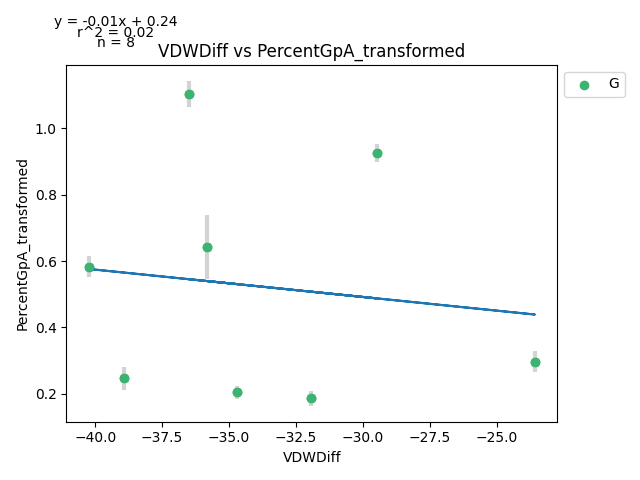 y = -0.01x + 0.24
r^2 = 0.02
n = 8
VDWDiff vs PercentGpA_transformed
G
PercentGpA_transformed
1.0
0.8
0.6
0.4
0.2
−40.0 −37.5 −35.0 −32.5 −30.0 −27.5 −25.0
VDWDiff